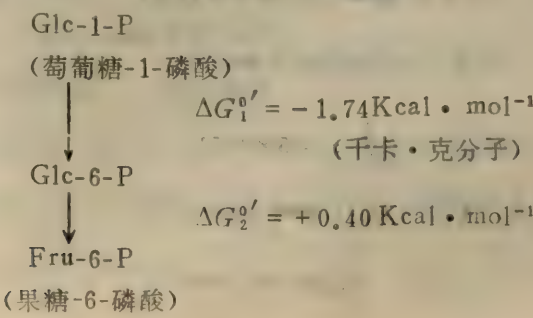 Glc-1-P
(葡萄糖-1-磷酸)
ΔG₁⁰′ = －1.74Kcal • mol⁻¹
(千卡 • 克分子)
Glc-6-P
ΔG₂⁰′ = +0.40 Kcal • mol⁻¹
Fru-6-P
(果糖-6-磷酸)